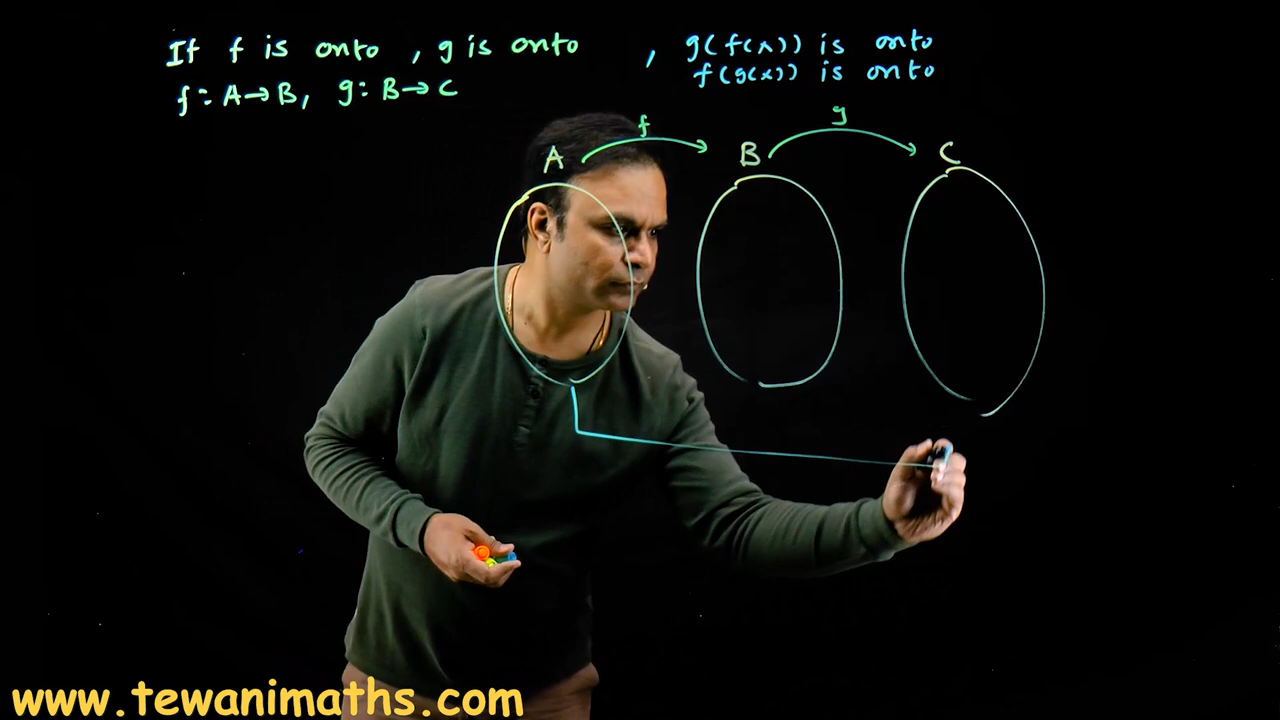 If f is onto , g is onto , g(f(x)) is onto
f(g(x)) is onto
f : A→B, g : B→C
f g
A B C
www.tewanimaths.com